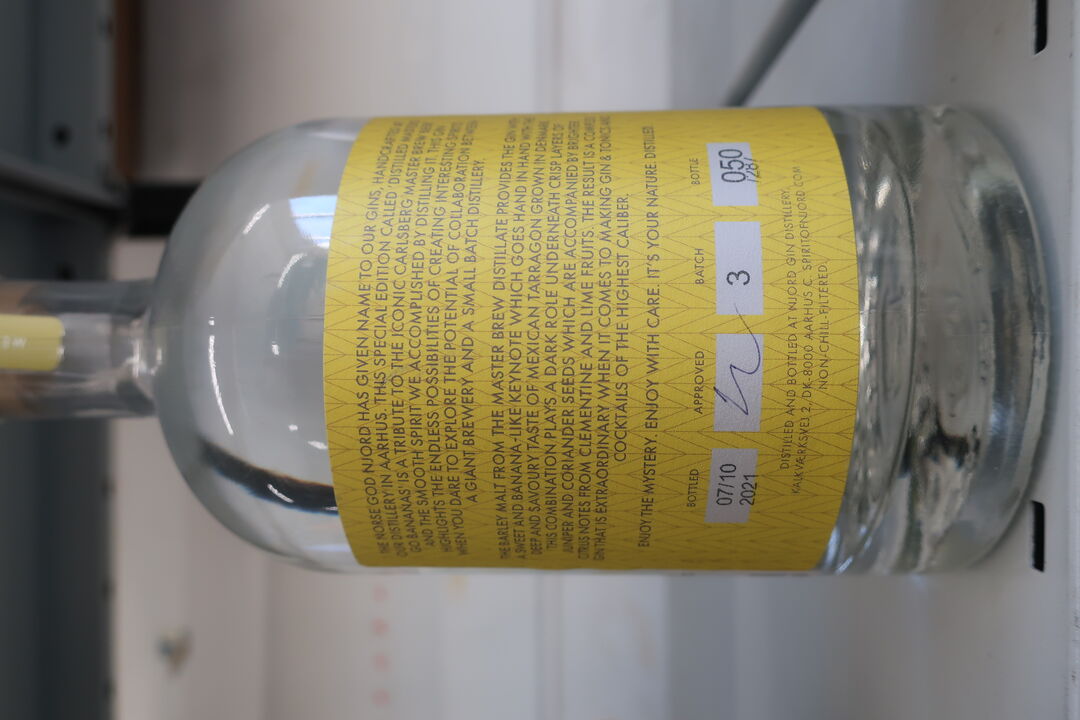 THE NORSE GOD NJORD HAS GIVEN NAME TO OUR GINS, HANDCRAFTED AT
OUR DISTILLERY IN AARHUS. THIS SPECIAL EDITION CALLED 'DISTILLED MASTER
GO BANANAS' IS A TRIBUTE TO THE ICONIC CARLSBERG MASTER BREW BEER
AND THE SMOOTH SPIRIT WE ACCOMPLISHED BY DISTILLING IT. THIS GIN
HIGHLIGHTS THE ENDLESS POSSIBILITIES OF CREATING INTERESTING SPIRITS
WHEN YOU DARE TO EXPLORE THE POTENTIAL OF COLLABORATION BETWEEN
A GIANT BREWERY AND A SMALL BATCH DISTILLERY.
THE BARLEY MALT FROM THE MASTER BREW DISTILLATE PROVIDES THE GIN WITH
A SWEET AND BANANA-LIKE KEYNOTE WHICH GOES HAND IN HAND WITH THE
DEEP AND SAVOURY TASTE OF MEXICAN TARRAGON GROWN IN DENMARK.
THIS COMBINATION PLAYS A DARK ROLE UNDERNEATH CRISP LAYERS OF
JUNIPER AND CORIANDER SEEDS WHICH ARE ACCOMPANIED BY BRIGHTER
CITRUS NOTES FROM CLEMENTINE AND LIME FRUITS. THE RESULT IS A COMPLEX
GIN THAT IS EXTRAORDINARY WHEN IT COMES TO MAKING GIN & TONICS AND
COCKTAILS OF THE HIGHEST CALIBER.
ENJOY THE MYSTERY. ENJOY WITH CARE. IT'S YOUR NATURE. DISTILLED.
BOTTLED APPROVED BATCH BOTLE
07/10 2021 3 050/287
DISTILLED AND BOTTLED AT NJORD GIN DISTILLERY,
KALKVÆRKSVEJ 2, DK-8000 AARHUS C. SPIRITOFNJORD.COM
NON-CHILL-FILTERED.